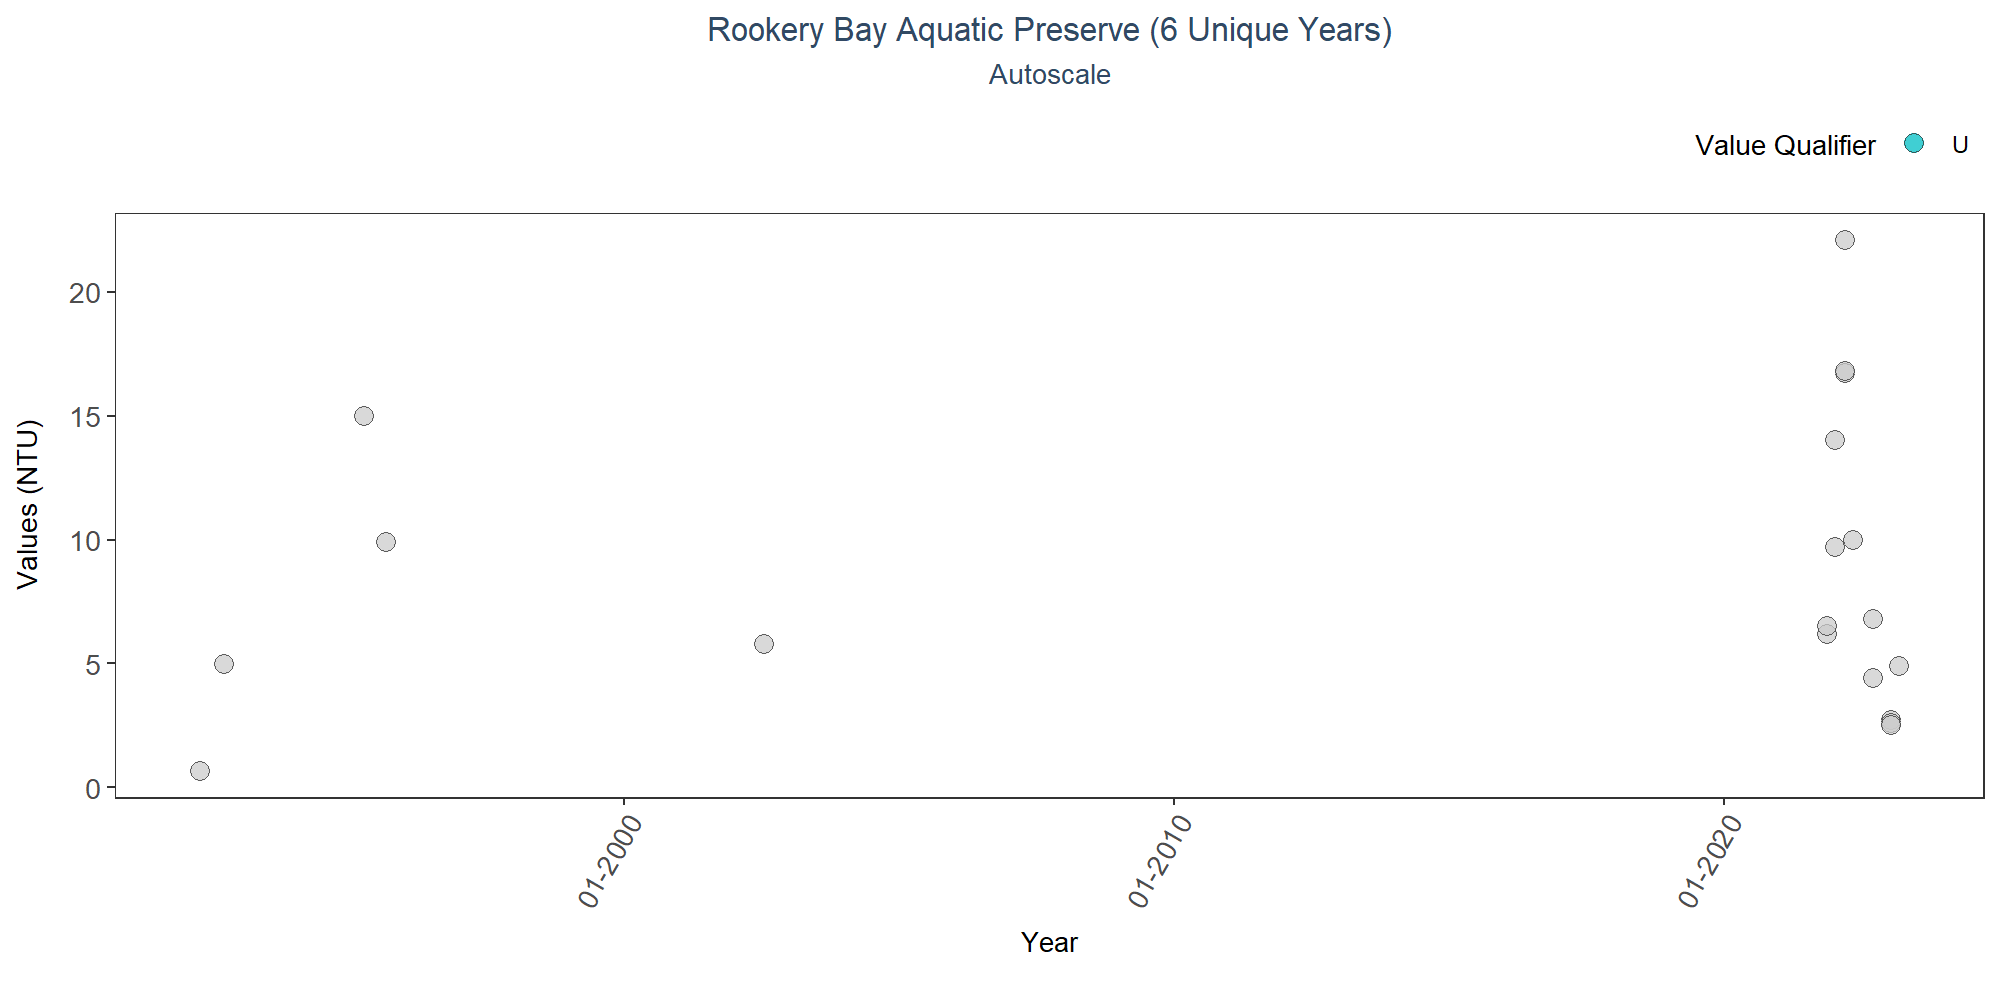 Rookery Bay Aquatic Preserve (6 Unique Years)
Autoscale
Value Qualifier U
Values (NTU)
20
15
10
5
0
01-2000
01-2010
01-2020
Year